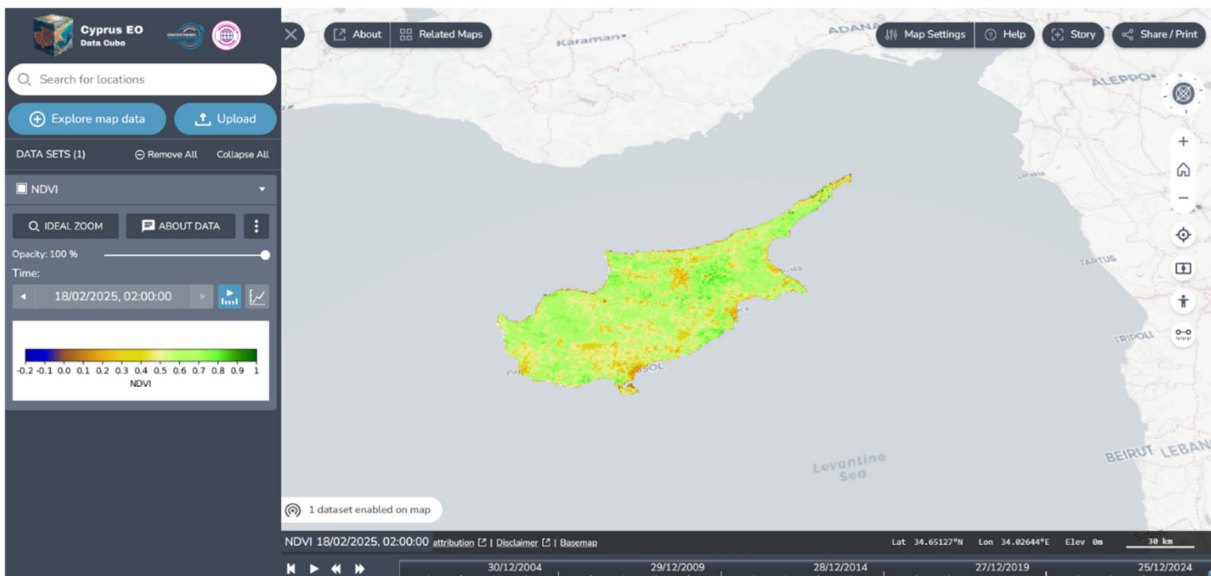 Cyprus EO
Data Cube
About
Related Maps
Map Settings
Help
Story
Share / Print
Search for locations
Explore map data
Upload
DATA SETS (1)
Remove All
Collapse All
NDVI
IDEAL ZOOM
ABOUT DATA
Opacity: 100 %
Time:
18/02/2025, 02:00:00
-0.2 -0.1 0.0 0.1 0.2 0.3 0.4 0.5 0.6 0.7 0.8 0.9 1
NDVI
Karaman
ADANA
ALEPPO
TARTUS
TRIPOLI
BEIRUT LEBAN
Levantine
Sea
1 dataset enabled on map
NDVI 18/02/2025, 02:00:00 attribution | Disclaimer | Basemap
Lat 34.65127°N Lon 34.02644°E Elev 0m 30 km
30/12/2004 29/12/2009 28/12/2014 27/12/2019 25/12/2024